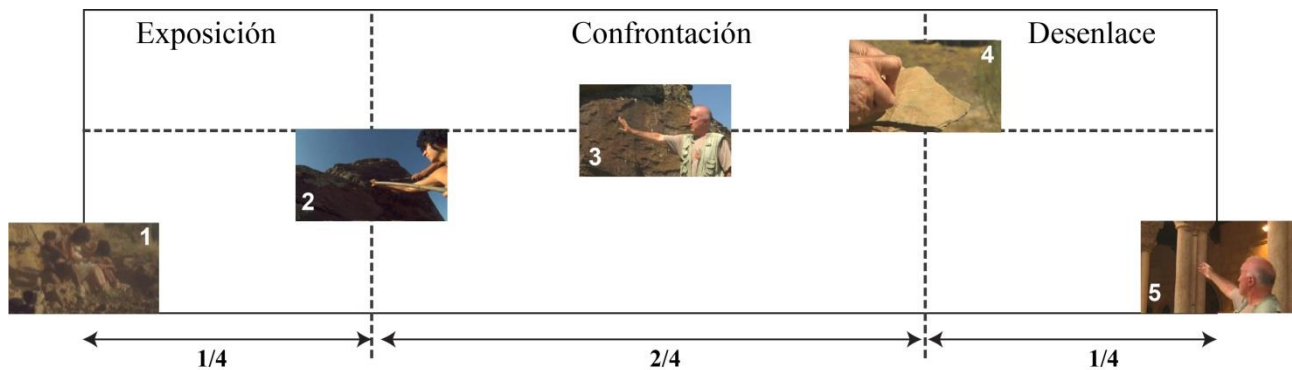 Exposición
Confrontación
Desenlace
4
3
2
1
5
1/4
2/4
1/4